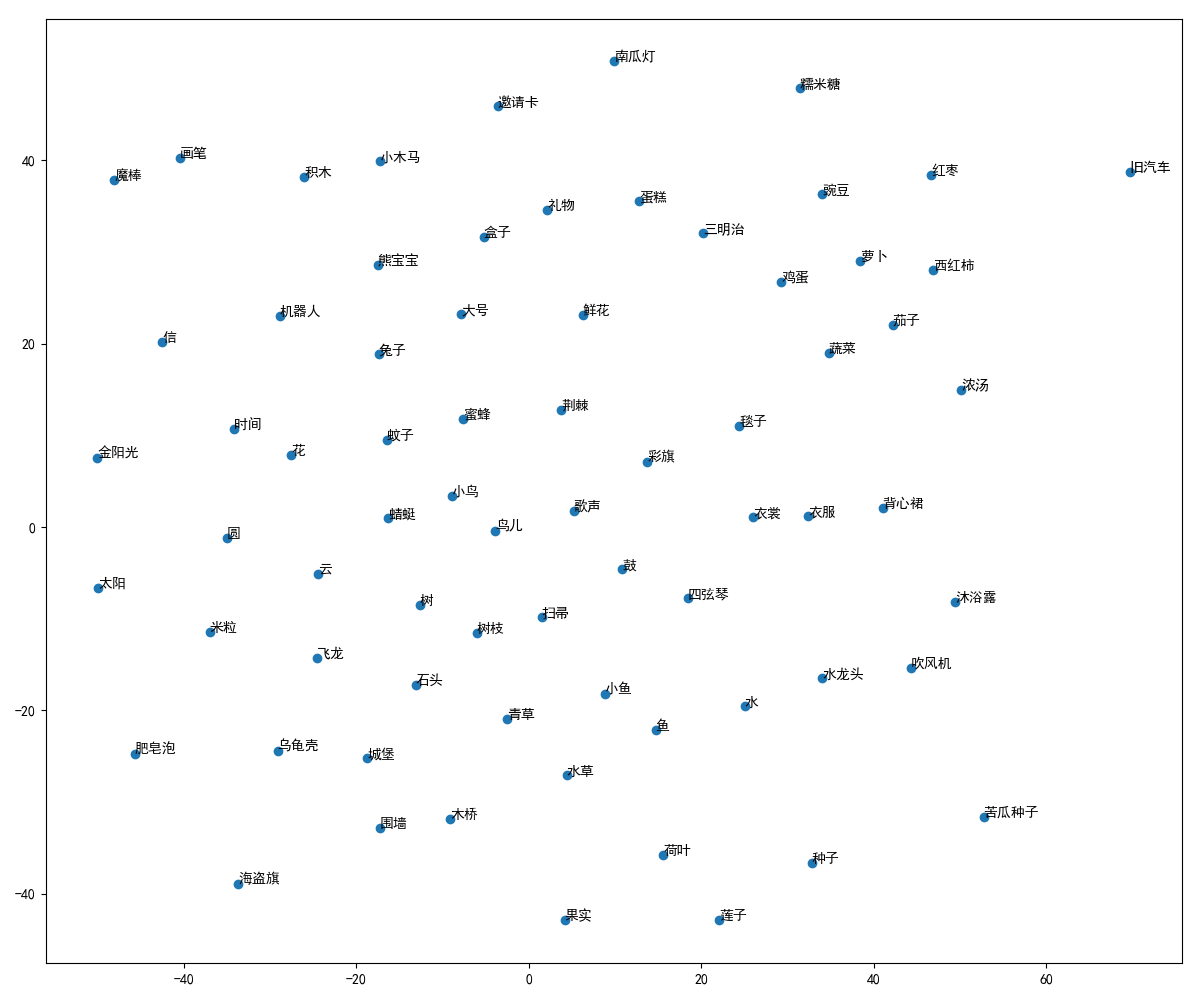 南瓜灯
糯米糖
邀请卡
画笔
小木马
积木
魔棒
红枣
旧汽车
豌豆
蛋糕
礼物
三明治
盒子
熊宝宝
萝卜
西红柿
鸡蛋
机器人
大号
鲜花
茄子
信
兔子
蔬菜
浓汤
荆棘
蜜蜂
时间
毯子
蚊子
花
金阳光
彩旗
小鸟
歌声
蜻蜓
鸟儿
衣裳
衣服
背心裙
圆
云
鼓
太阳
树
四弦琴
沐浴露
扫帚
米粒
树枝
飞龙
吹风机
水龙头
石头
小鱼
水
青草
鱼
肥皂泡
乌龟壳
城堡
水草
围墙
木桥
苦瓜种子
荷叶
种子
海盗旗
果实
莲子
40
20
0
−20
−40
−40
−20
0
20
40
60